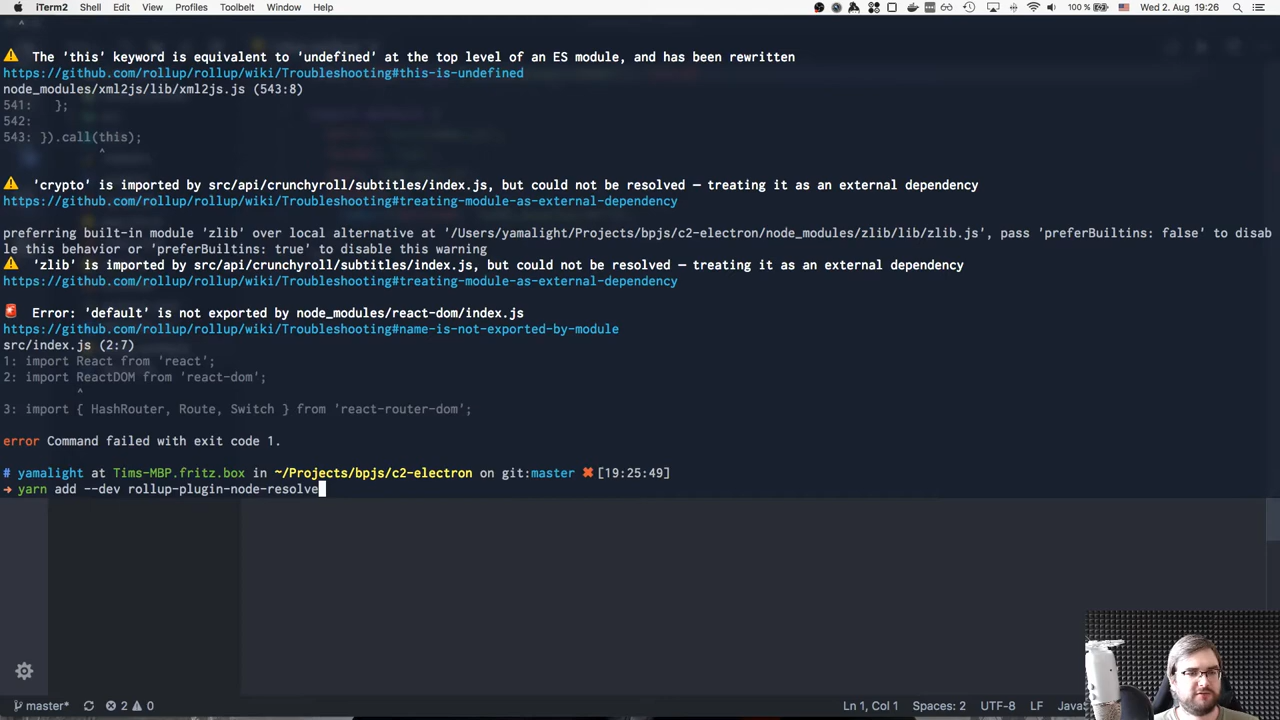 iTerm2 Shell Edit View Profiles Toolbelt Window Help 100 % Wed 2. Aug 19:26
⚠ The 'this' keyword is equivalent to 'undefined' at the top level of an ES module, and has been rewritten
https://github.com/rollup/rollup/wiki/Troubleshooting#this-is-undefined
node_modules/xml2js/lib/xml2js.js (543:8)
541: };
542:
543: }).call(this);
^
⚠ 'crypto' is imported by src/api/crunchyroll/subtitles/index.js, but could not be resolved – treating it as an external dependency
https://github.com/rollup/rollup/wiki/Troubleshooting#treating-module-as-external-dependency
preferring built-in module 'zlib' over local alternative at '/Users/yamalight/Projects/bpjs/c2-electron/node_modules/zlib/lib/zlib.js', pass 'preferBuiltins: false' to disab
le this behavior or 'preferBuiltins: true' to disable this warning
⚠ 'zlib' is imported by src/api/crunchyroll/subtitles/index.js, but could not be resolved – treating it as an external dependency
https://github.com/rollup/rollup/wiki/Troubleshooting#treating-module-as-external-dependency
🚨 Error: 'default' is not exported by node_modules/react-dom/index.js
https://github.com/rollup/rollup/wiki/Troubleshooting#name-is-not-exported-by-module
src/index.js (2:7)
1: import React from 'react';
2: import ReactDOM from 'react-dom';
^
3: import { HashRouter, Route, Switch } from 'react-router-dom';
error Command failed with exit code 1.
# yamalight at Tims-MBP.fritz.box in ~/Projects/bpjs/c2-electron on git:master ✖ [19:25:49]
→ yarn add --dev rollup-plugin-node-resolve
master* 2 0 Ln 1, Col 1 Spaces: 2 UTF-8 LF Javas